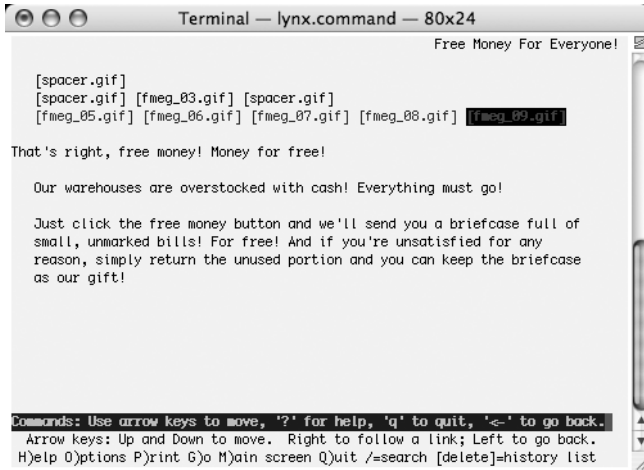 Terminal — lynx.command — 80x24
Free Money For Everyone!
[spacer.gif]
[spacer.gif] [fmeg_03.gif] [spacer.gif]
[fmeg_05.gif] [fmeg_06.gif] [fmeg_07.gif] [fmeg_08.gif] [fmeg_09.gif]
That's right, free money! Money for free!
Our warehouses are overstocked with cash! Everything must go!
Just click the free money button and we'll send you a briefcase full of
small, unmarked bills! For free! And if you're unsatisfied for any
reason, simply return the unused portion and you can keep the briefcase
as our gift!
Commands: Use arrow keys to move, '?' for help, 'q' to quit, '<-' to go back.
Arrow keys: Up and Down to move. Right to follow a link; Left to go back.
H)elp O)ptions P)rint G)o M)ain screen Q)uit /=search [delete]=history list